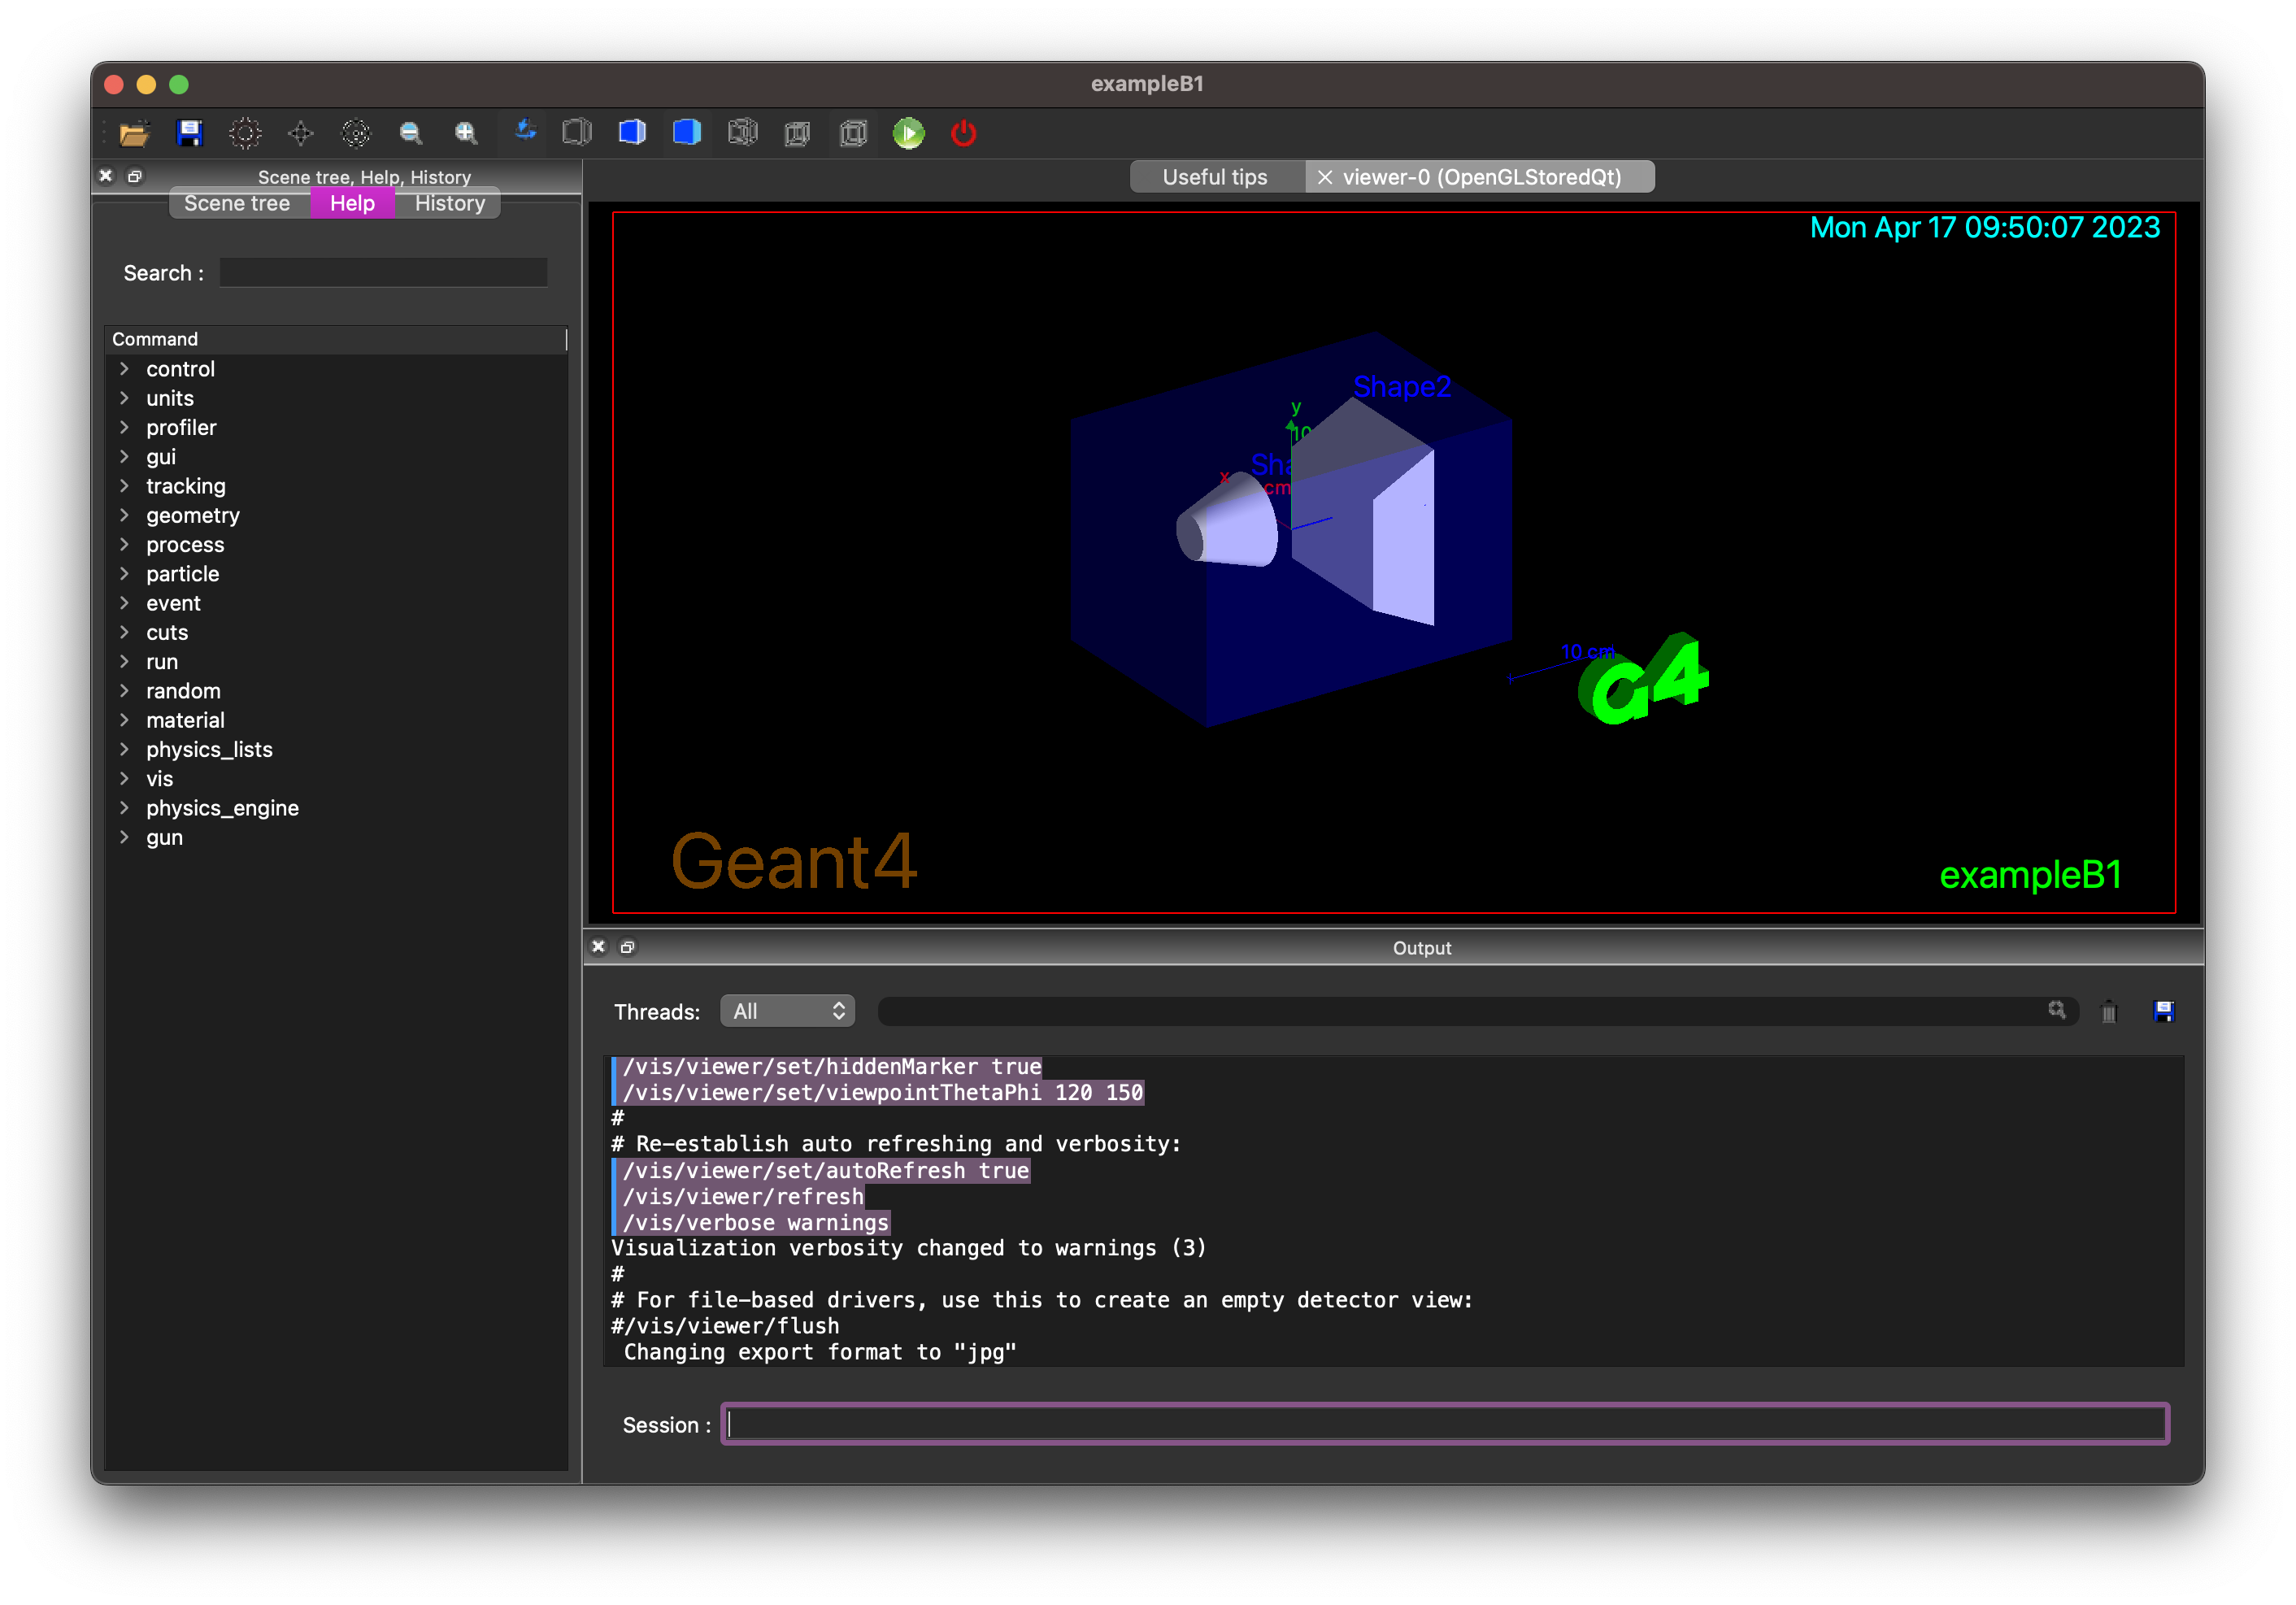 exampleB1
Scene tree, Help, History
Scene tree Help History
Search :
Command
control
units
profiler
gui
tracking
geometry
process
particle
event
cuts
run
random
material
physics_lists
vis
physics_engine
gun
Useful tips viewer-0 (OpenGLStoredQt)
Mon Apr 17 09:50:07 2023
Shape2
y
10
Sha
x
cm
10 cm
G4
Geant4
exampleB1
Output
Threads: All
/vis/viewer/set/hiddenMarker true
/vis/viewer/set/viewpointThetaPhi 120 150
#
# Re-establish auto refreshing and verbosity:
/vis/viewer/set/autoRefresh true
/vis/viewer/refresh
/vis/verbose warnings
Visualization verbosity changed to warnings (3)
#
# For file-based drivers, use this to create an empty detector view:
#/vis/viewer/flush
Changing export format to "jpg"
Session :